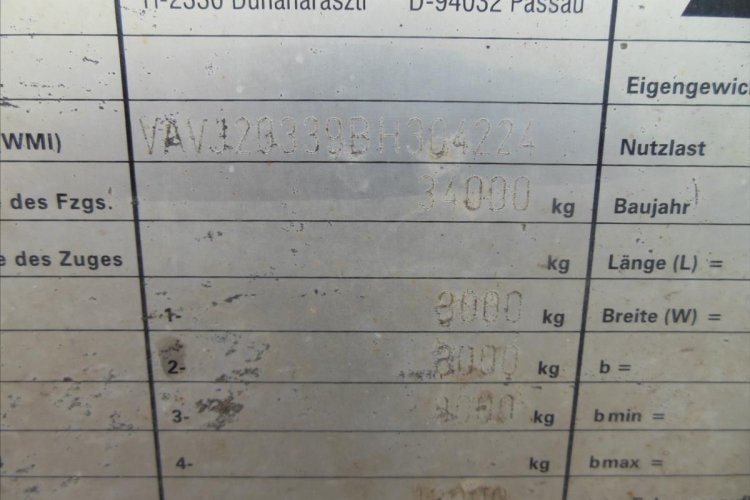 H-2330 Dunaharaszti D-94032 Passau
Eigengewic
WMI) VAVJ20339BH304224 Nutzlast
des Fzgs. 34000 kg Baujahr
e des Zuges kg Länge (L) =
1- 8000 kg Breite (W) =
2- 8000 kg b =
3- kg bmin =
4- kg bmax =